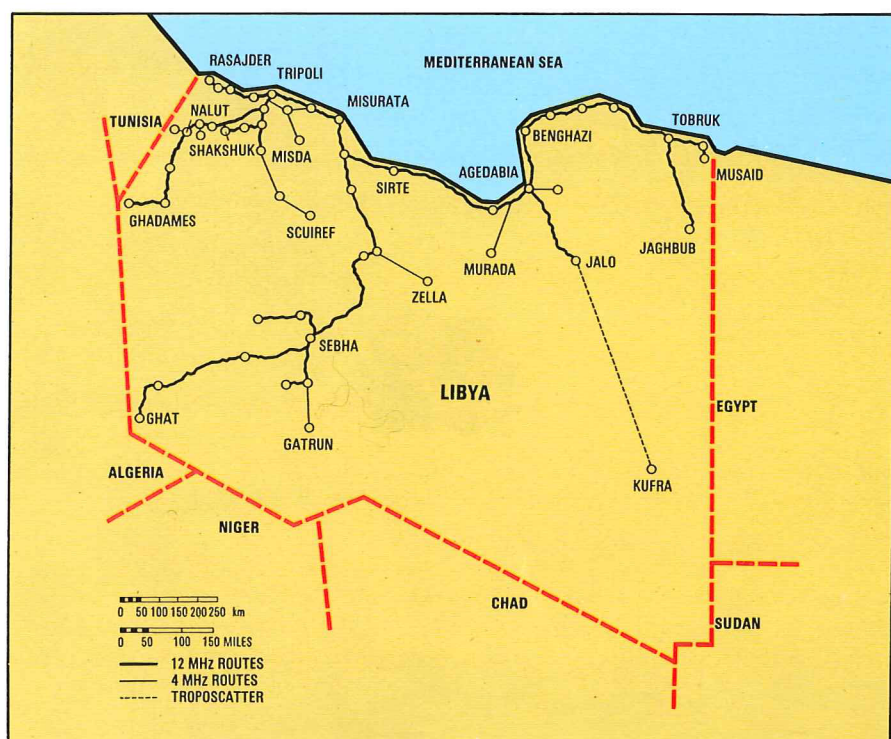 MEDITERRANEAN SEA
RASAJDER
TRIPOLI
MISURATA
TUNISIA
NALUT
SHAKSHUK
MISDA
BENGHAZI
TOBRUK
MUSAID
AGEDABIA
SIRTE
GHADAMES
SCUIREF
MURADA
JALO
JAGHBUB
ZELLA
SEBHA
LIBYA
EGYPT
GHAT
GATRUN
ALGERIA
KUFRA
NIGER
CHAD
SUDAN
0 50 100 150 200 250 km
0 50 100 150 MILES
12 MHz ROUTES
4 MHz ROUTES
TROPOSCATTER